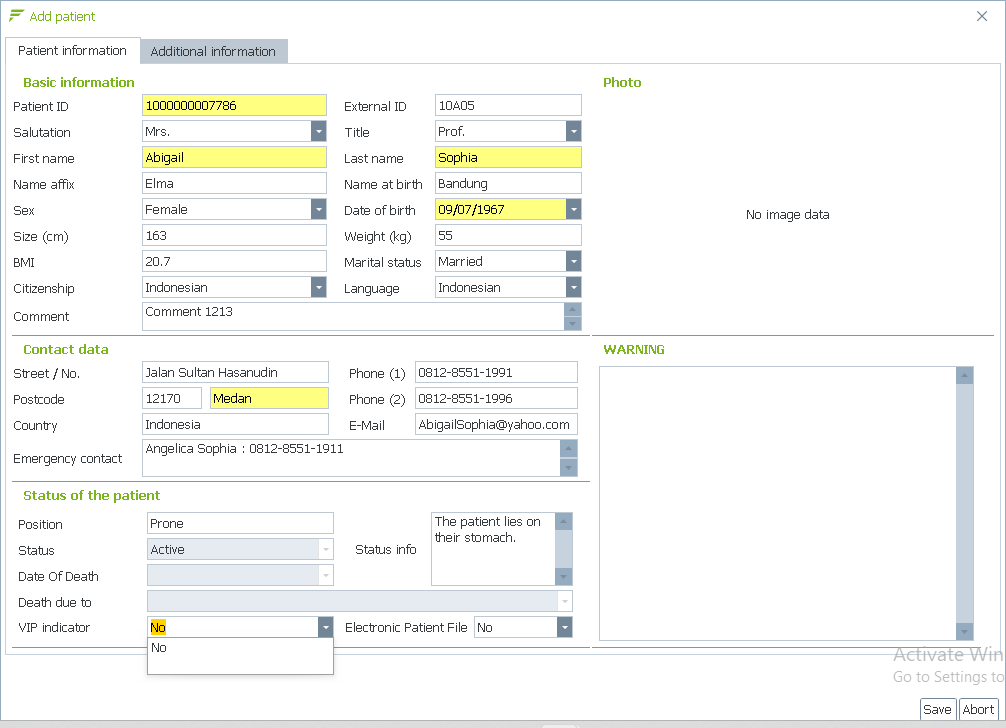 Add patient
Patient information Additional information
Basic information
Patient ID 1000000007786 External ID 10A05
Salutation Mrs. Title Prof.
First name Abigail Last name Sophia
Name affix Elma Name at birth Bandung
Sex Female Date of birth 09/07/1967
Size (cm) 163 Weight (kg) 55
BMI 20.7 Marital status Married
Citizenship Indonesian Language Indonesian
Comment Comment 1213
Photo
No image data
Contact data
Street / No. Jalan Sultan Hasanudin Phone (1) 0812-8551-1991
Postcode 12170 Medan Phone (2) 0812-8551-1996
Country Indonesia E-Mail AbigailSophia@yahoo.com
Emergency contact Angelica Sophia : 0812-8551-1911
WARNING
Status of the patient
Position Prone
Status Active Status info The patient lies on
their stomach.
Date Of Death
Death due to
VIP indicator No Electronic Patient File No
No
Activate Win
Go to Settings to
Save Abort